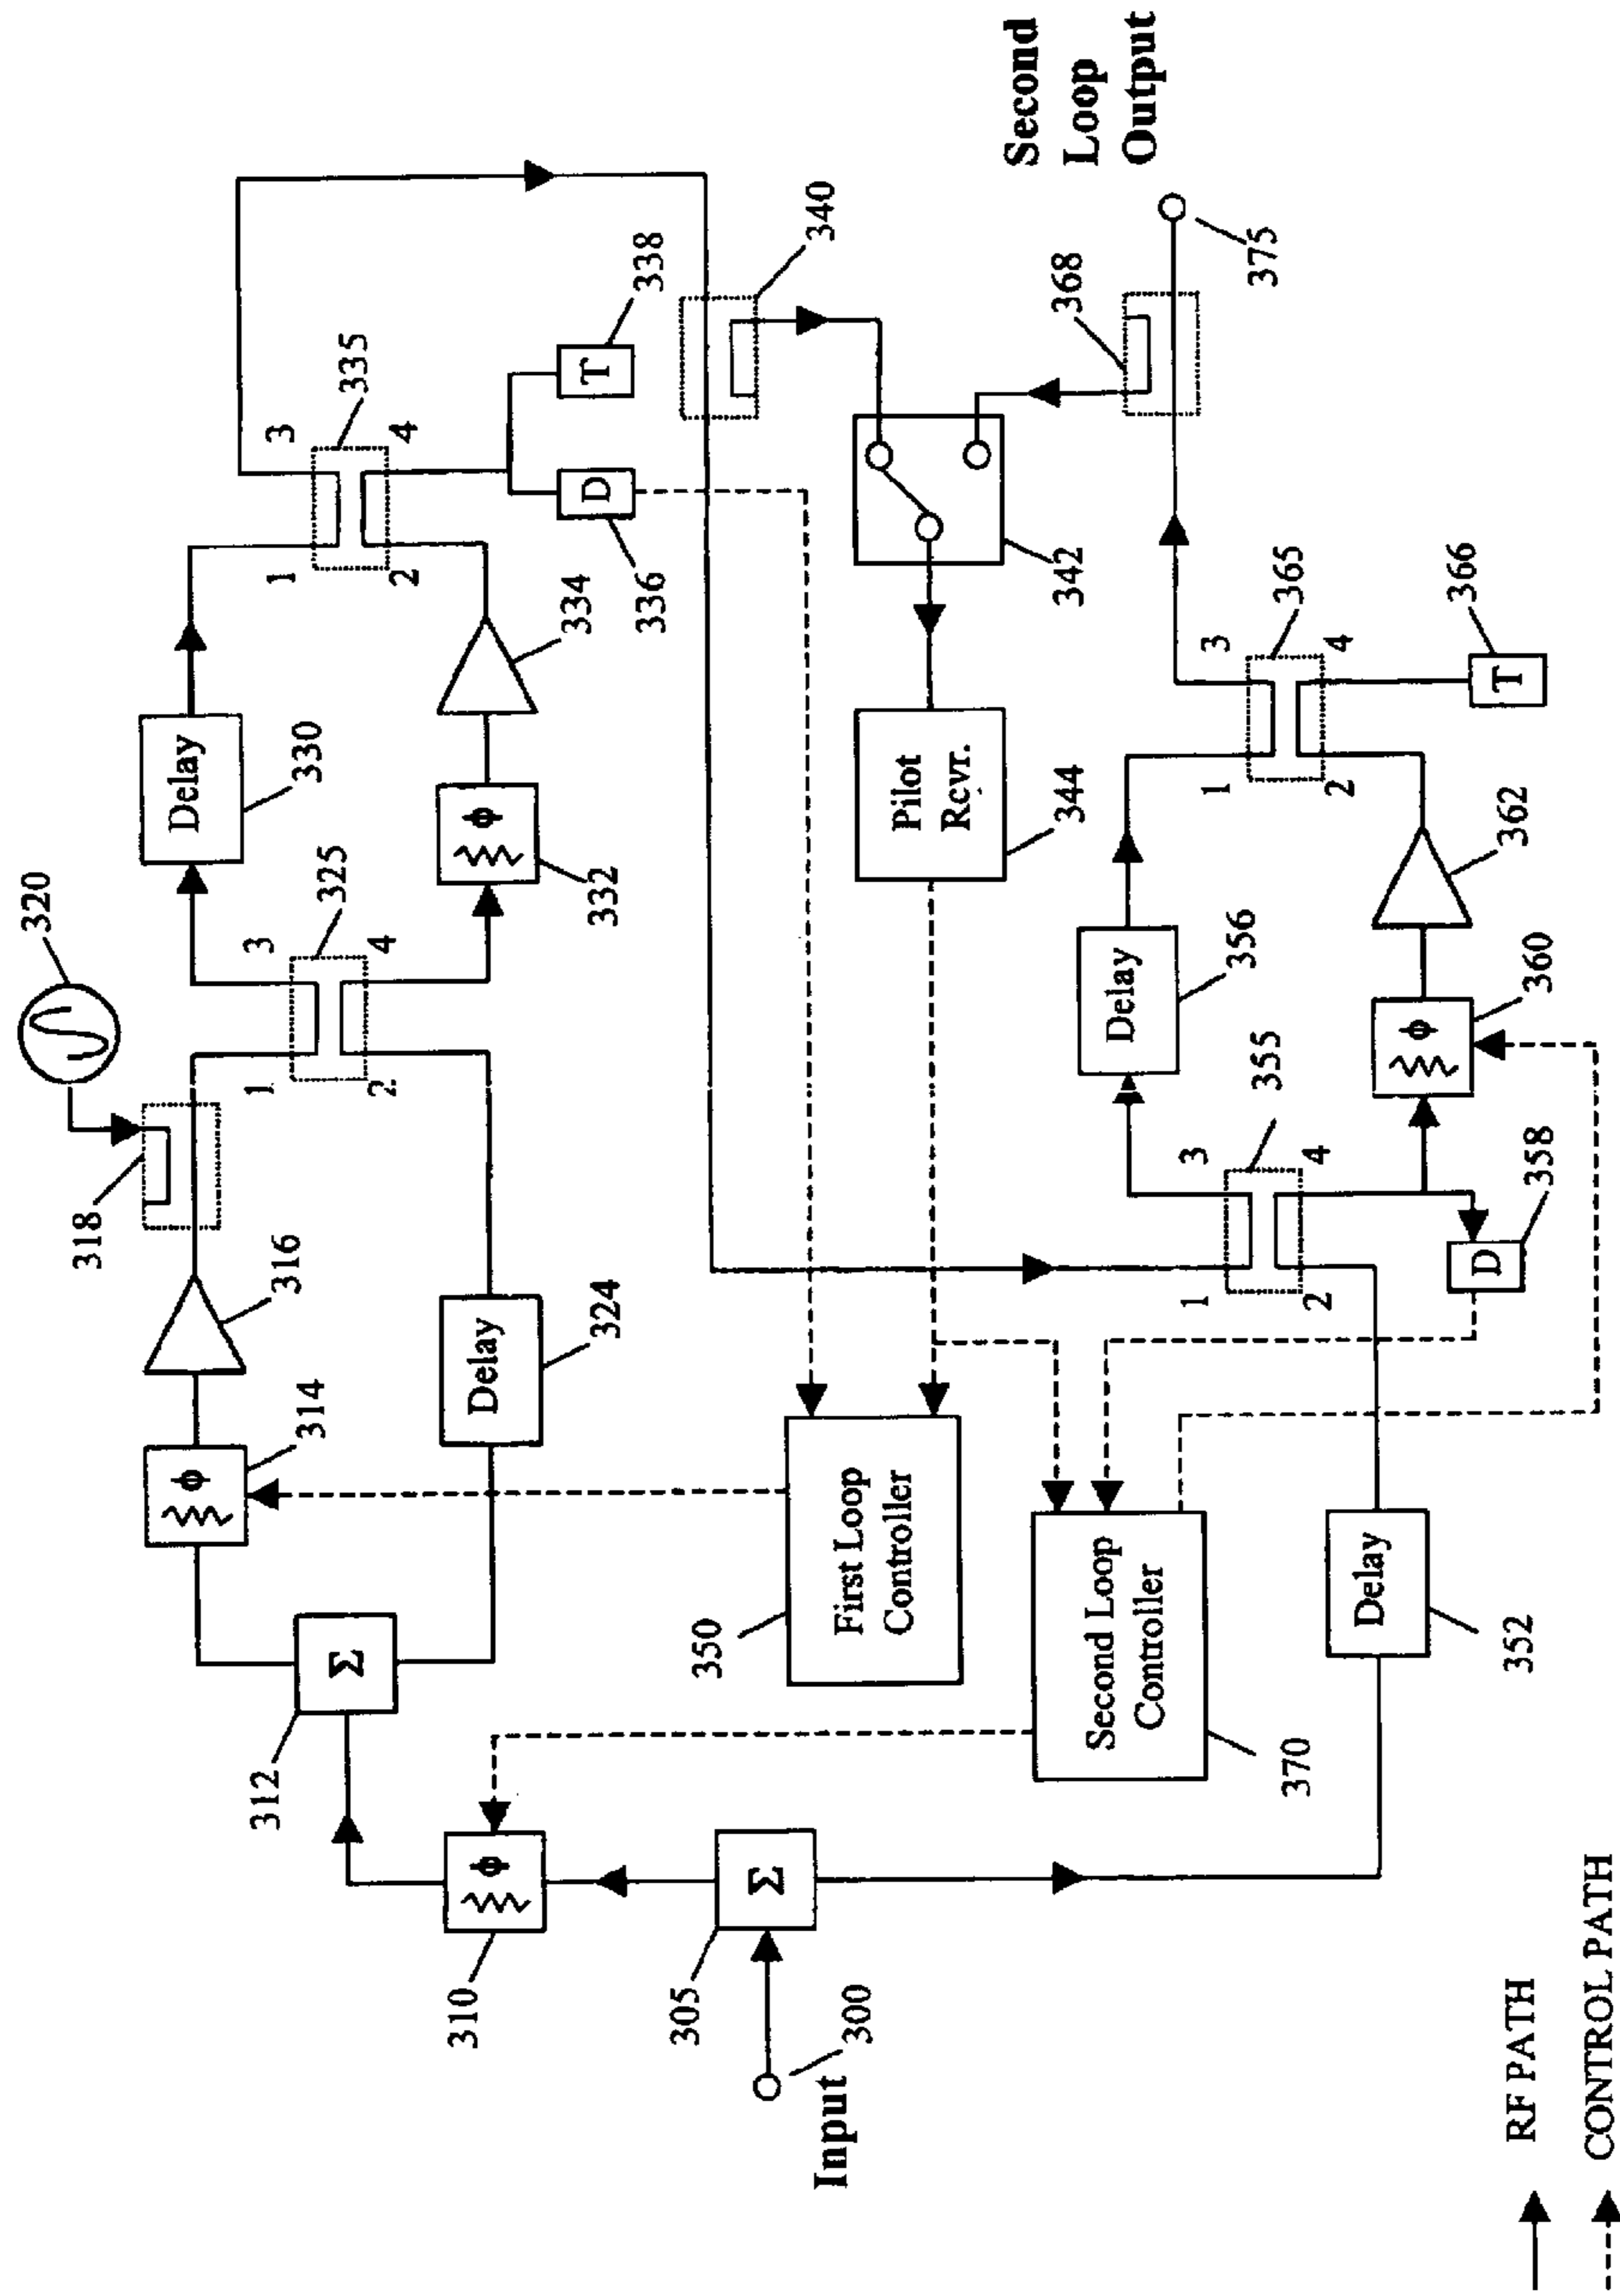 320
318
325
335
3
3
1
1
Delay
330
316
314
340
338
T
D
4
4
2
2
336
334
ϕ
332
Delay
324
Σ
312
Second
Loop
Output
368
375
342
Pilot
Rcvr.
344
First Loop
Controller
350
ϕ
310
ϕ
365
366
3
4
1
2
T
362
Delay
356
360
ϕ
355
3
4
1
2
358
D
Second Loop
Controller
370
Delay
352
Σ
305
300
Input
RF PATH
CONTROL PATH